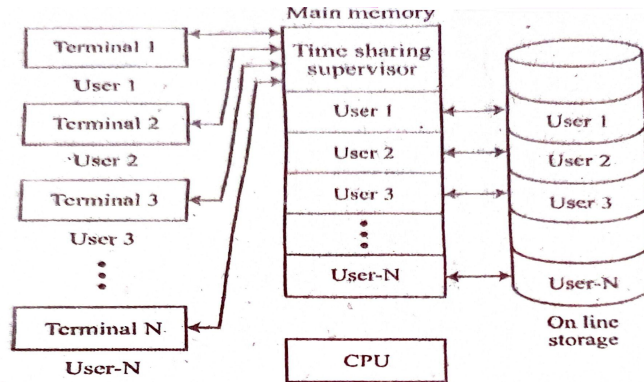 Main memory
Terminal 1
User 1
Terminal 2
User 2
Terminal 3
User 3
Terminal N
User-N
Time sharing
supervisor
User 1
User 2
User 3
User-N
CPU
User 1
User 2
User 3
User-N
On line
storage